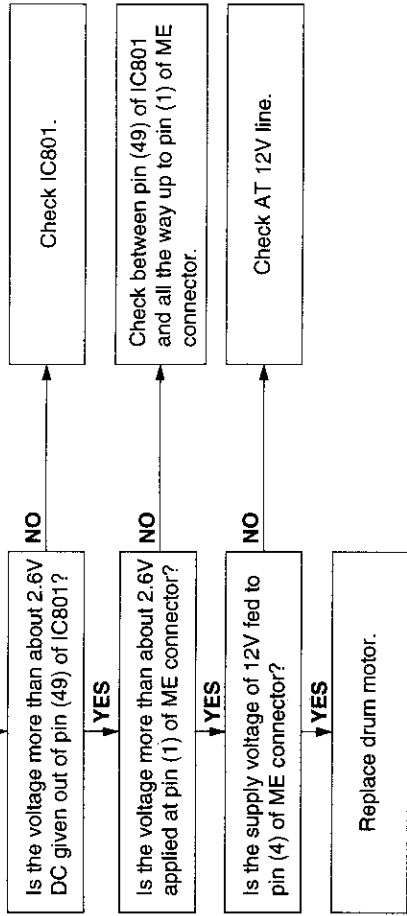 Is the voltage more than about 2.6V
DC given out of pin (49) of IC801?
NO
Check IC801.
YES
Is the voltage more than about 2.6V
applied at pin (1) of ME connector?
NO
Check between pin (49) of IC801
and all the way up to pin (1) of ME
connector.
YES
Is the supply voltage of 12V fed to
pin (4) of ME connector?
NO
Check AT 12V line.
YES
Replace drum motor.